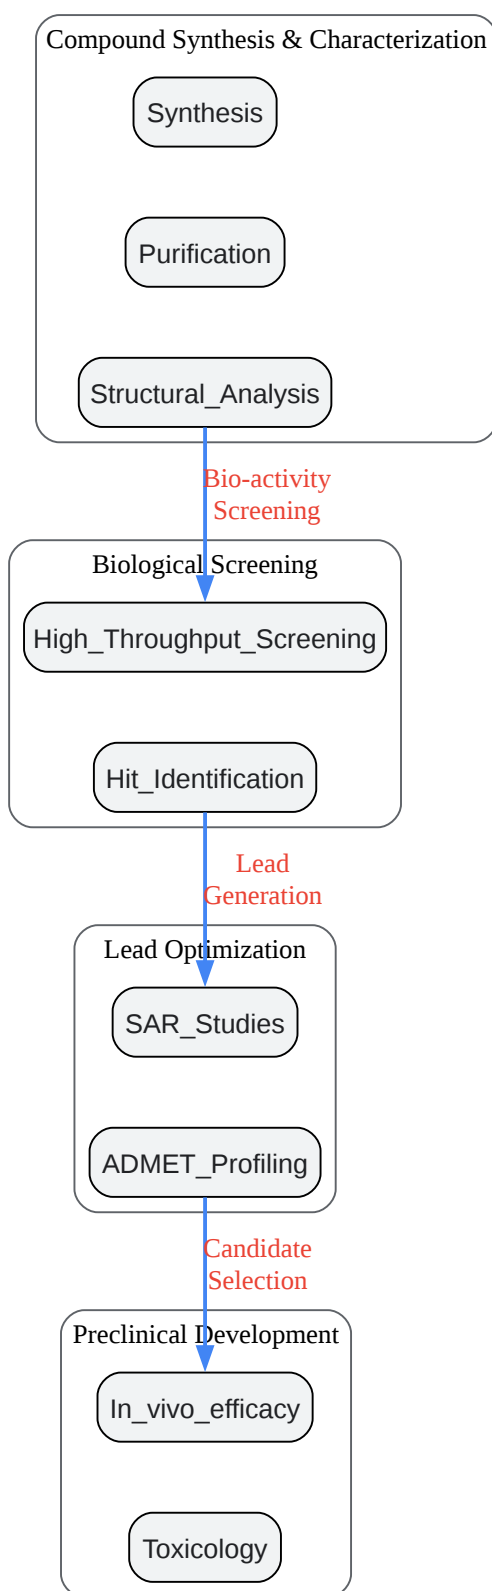 Compound Synthesis & Characterization
Synthesis
Purification
Structural_Analysis
Bio-activity
Screening
Biological Screening
High_Throughput_Screening
Hit_Identification
Lead
Generation
Lead Optimization
SAR_Studies
ADMET_Profiling
Candidate
Selection
Preclinical Development
In_vivo_efficacy
Toxicology